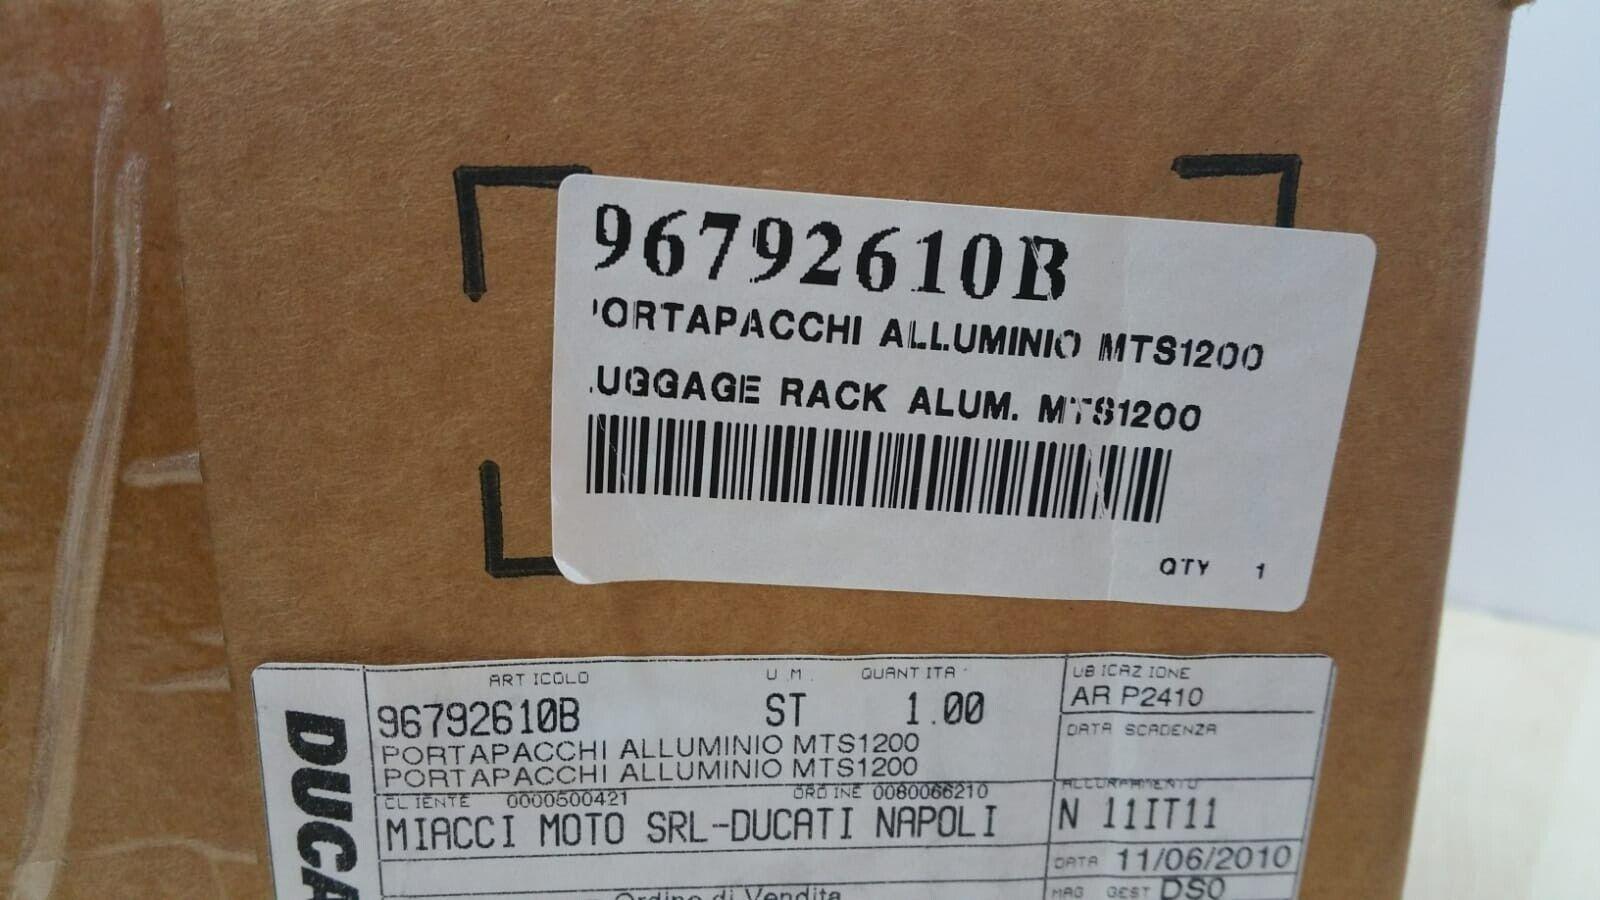 96792610B
PORTAPACCHI ALLUMINIO MTS1200
LUGGAGE RACK ALUM. MTS1200
QTY 1
DUCA
ARTICOLO U.M. QUANTITA'
96792610B ST 1.00
PORTAPACCHI ALLUMINIO MTS1200
PORTAPACCHI ALLUMINIO MTS1200
CLIENTE 0000500421 ORDINE 0080066210
MIACCI MOTO SRL-DUCATI NAPOLI
Ordine di Vendita
UBICAZIONE
AR P2410
DATA SCADENZA
ALLURAMENTO
N 11IT11
DATA 11/06/2010
MAG GEST DS0